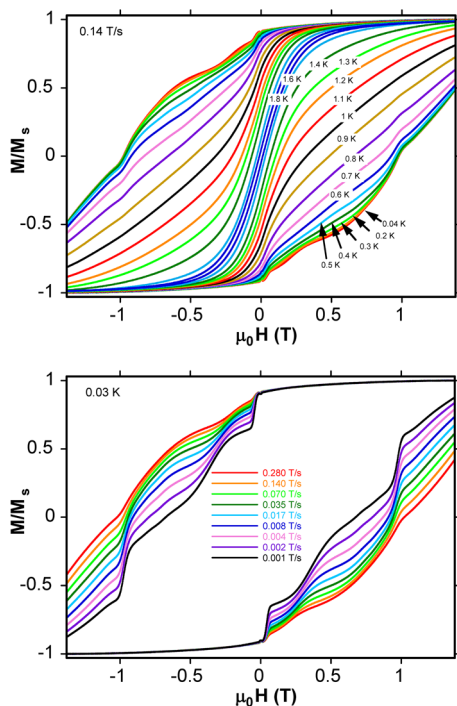 0.14 T/s
1
0.5
0
-0.5
-1
M/M s
1.8 K
1.6 K
1.4 K
1.3 K
1.2 K
1.1 K
1 K
0.9 K
0.8 K
0.7 K
0.6 K
0.5 K
0.4 K
0.3 K
0.2 K
0.04 K
-1 -0.5 0 0.5 1
μ0H (T)
0.03 K
1
0.5
0
-0.5
-1
M/M s
0.280 T/s
0.140 T/s
0.070 T/s
0.035 T/s
0.017 T/s
0.008 T/s
0.004 T/s
0.002 T/s
0.001 T/s
-1 -0.5 0 0.5 1
μ0H (T)